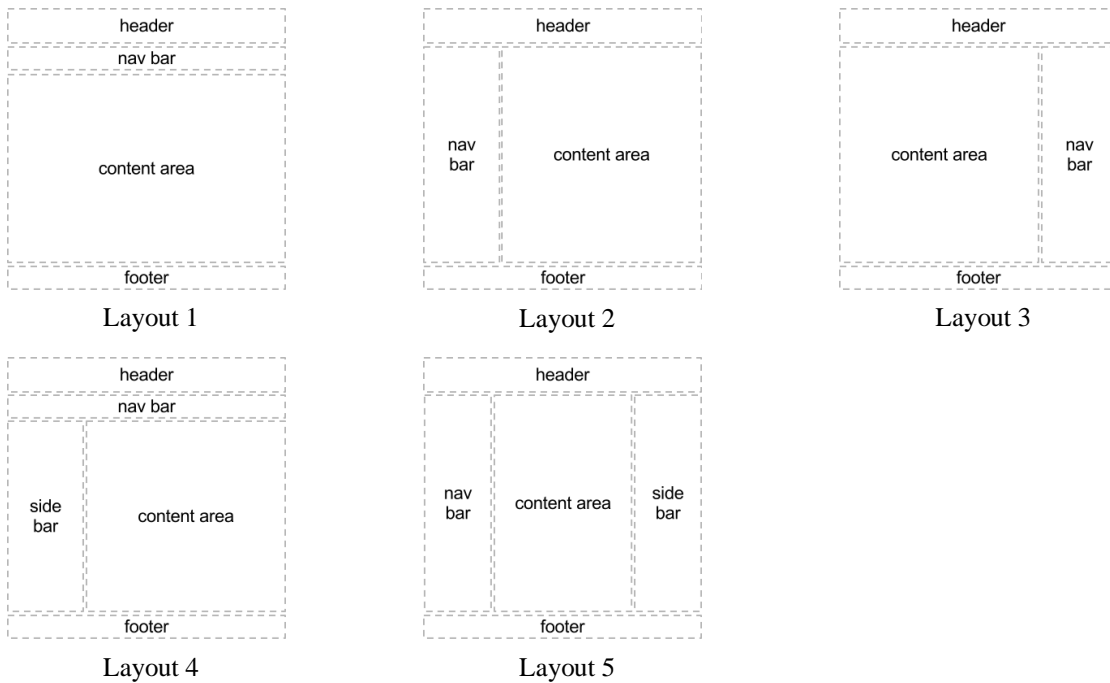 header
nav bar
content area
footer
Layout 1
header
nav
bar
content area
footer
Layout 2
header
content area
nav
bar
footer
Layout 3
header
nav bar
side
bar
content area
footer
Layout 4
header
nav
bar
content area
side
bar
footer
Layout 5